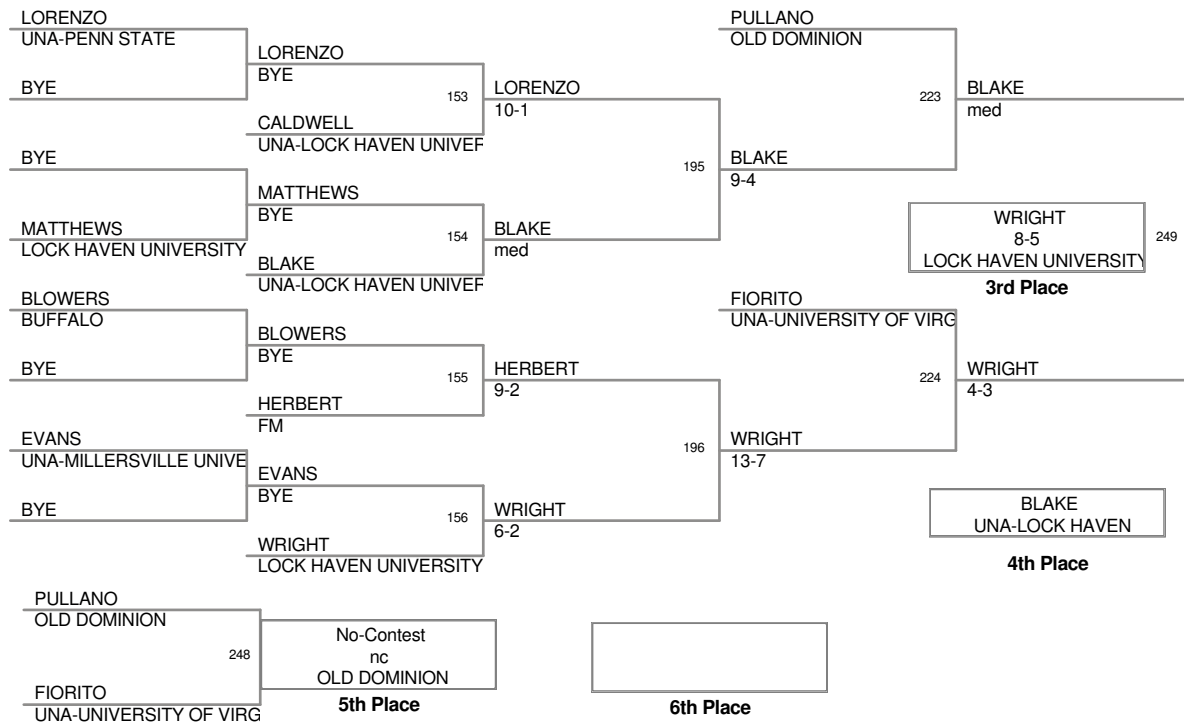 LORENZO
UNA-PENN STATE
BYE
BYE
MATTHEWS
LOCK HAVEN UNIVERSITY
BLOWERS
BUFFALO
BYE
EVANS
UNA-MILLERSVILLE UNIVE
BYE
LORENZO
BYE
153
CALDWELL
UNA-LOCK HAVEN UNIVEF
MATTHEWS
BYE
154
BLAKE
UNA-LOCK HAVEN UNIVEF
BLOWERS
BYE
155
HERBERT
FM
EVANS
BYE
156
WRIGHT
LOCK HAVEN UNIVERSITY
LORENZO
10-1
195
BLAKE
med
HERBERT
9-2
196
WRIGHT
6-2
PULLANO
OLD DOMINION
223
BLAKE
9-4
FIORITO
UNA-UNIVERSITY OF VIRG
224
WRIGHT
13-7
BLAKE
med
WRIGHT
8-5
LOCK HAVEN UNIVERSITY
249
3rd Place
WRIGHT
4-3
BLAKE
UNA-LOCK HAVEN
4th Place
PULLANO
OLD DOMINION
248
FIORITO
UNA-UNIVERSITY OF VIRG
No-Contest
nc
OLD DOMINION
5th Place
6th Place